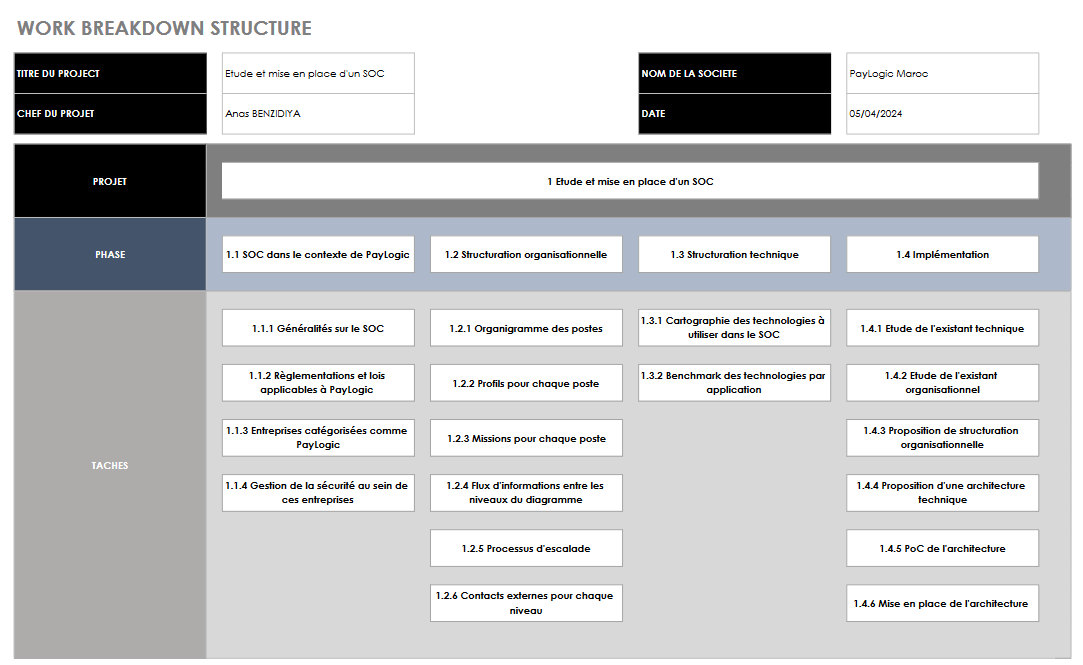 WORK BREAKDOWN STRUCTURE
TITRE DU PROJECT
Etude et mise en place d'un SOC
NOM DE LA SOCIETE
PayLogic Maroc
CHEF DU PROJET
Anas BENZIDIYA
DATE
05/04/2024
PROJET
1 Etude et mise en place d'un SOC
PHASE
1.1 SOC dans le contexte de PayLogic
1.2 Structuration organisationnelle
1.3 Structuration technique
1.4 Implémentation
TACHES
1.1.1 Généralités sur le SOC
1.2.1 Organigramme des postes
1.3.1 Cartographie des technologies à
utiliser dans le SOC
1.4.1 Etude de l'existant technique
1.1.2 Règlementations et lois
applicables à PayLogic
1.2.2 Profils pour chaque poste
1.3.2 Benchmark des technologies par
application
1.4.2 Etude de l'existant
organisationnel
1.1.3 Entreprises catégorisées comme
PayLogic
1.2.3 Missions pour chaque poste
1.4.3 Proposition de structuration
organisationnelle
1.1.4 Gestion de la sécurité au sein de
ces entreprises
1.2.4 Flux d'informations entre les
niveaux du diagramme
1.4.4 Proposition d'une architecture
technique
1.2.5 Processus d'escalade
1.4.5 PoC de l'architecture
1.2.6 Contacts externes pour chaque
niveau
1.4.6 Mise en place de l'architecture